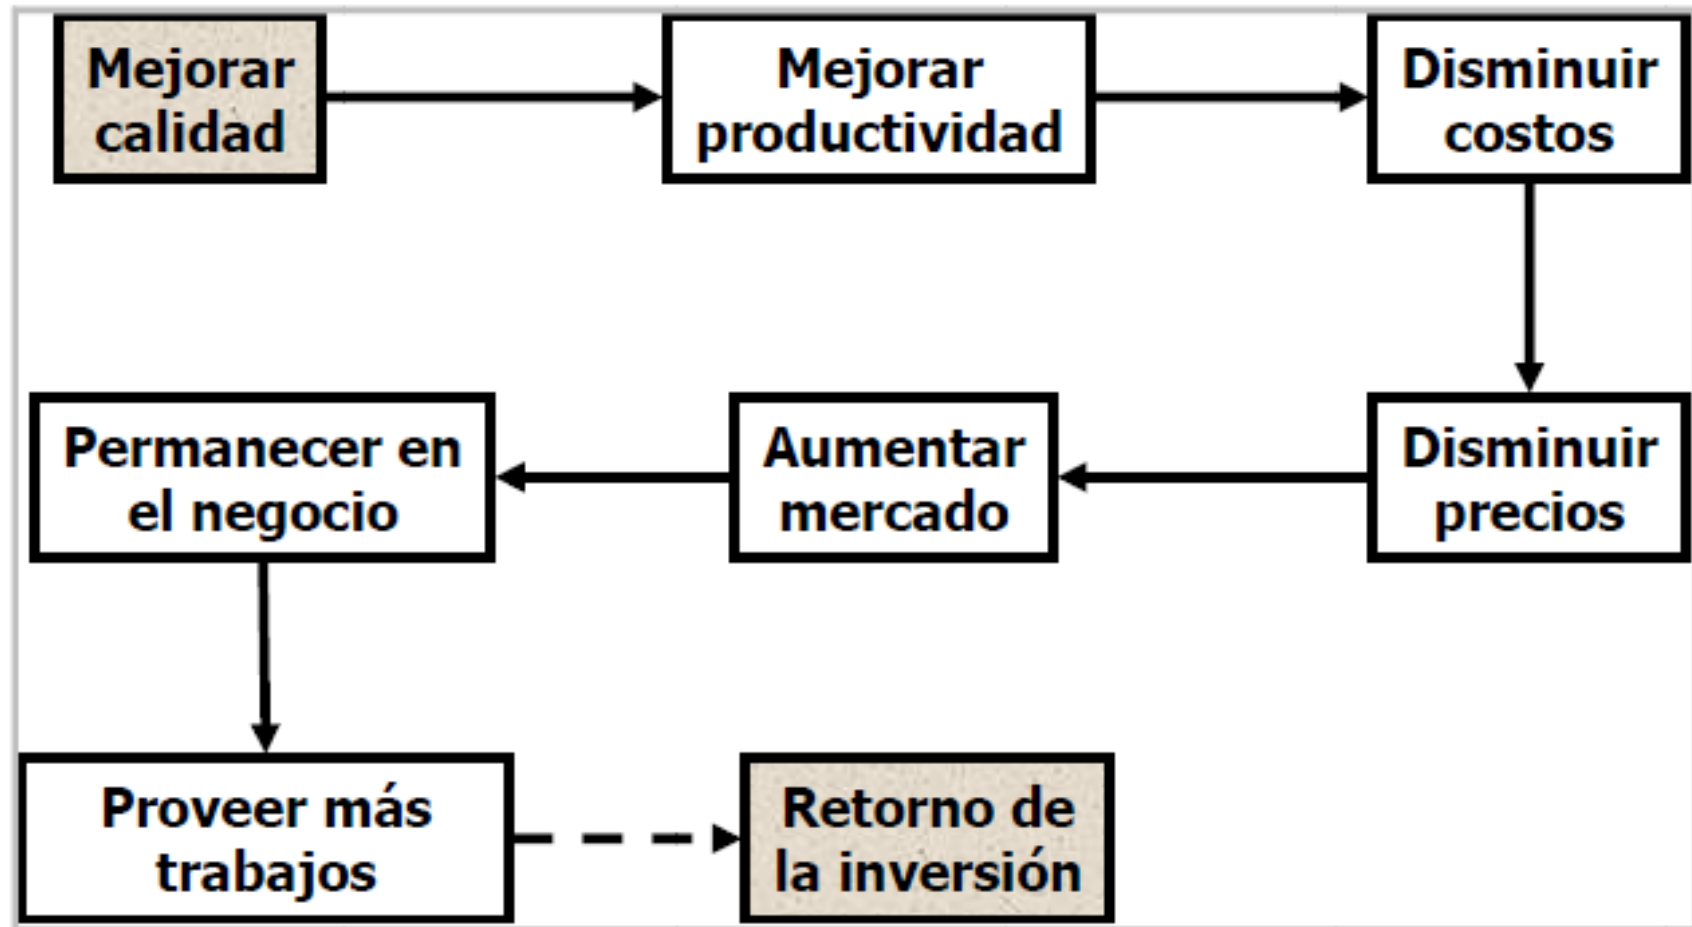 Mejorar
calidad
Mejorar
productividad
Disminuir
costos
Permanecer en
el negocio
Aumentar
mercado
Disminuir
precios
Proveer más
trabajos
Retorno de
la inversión